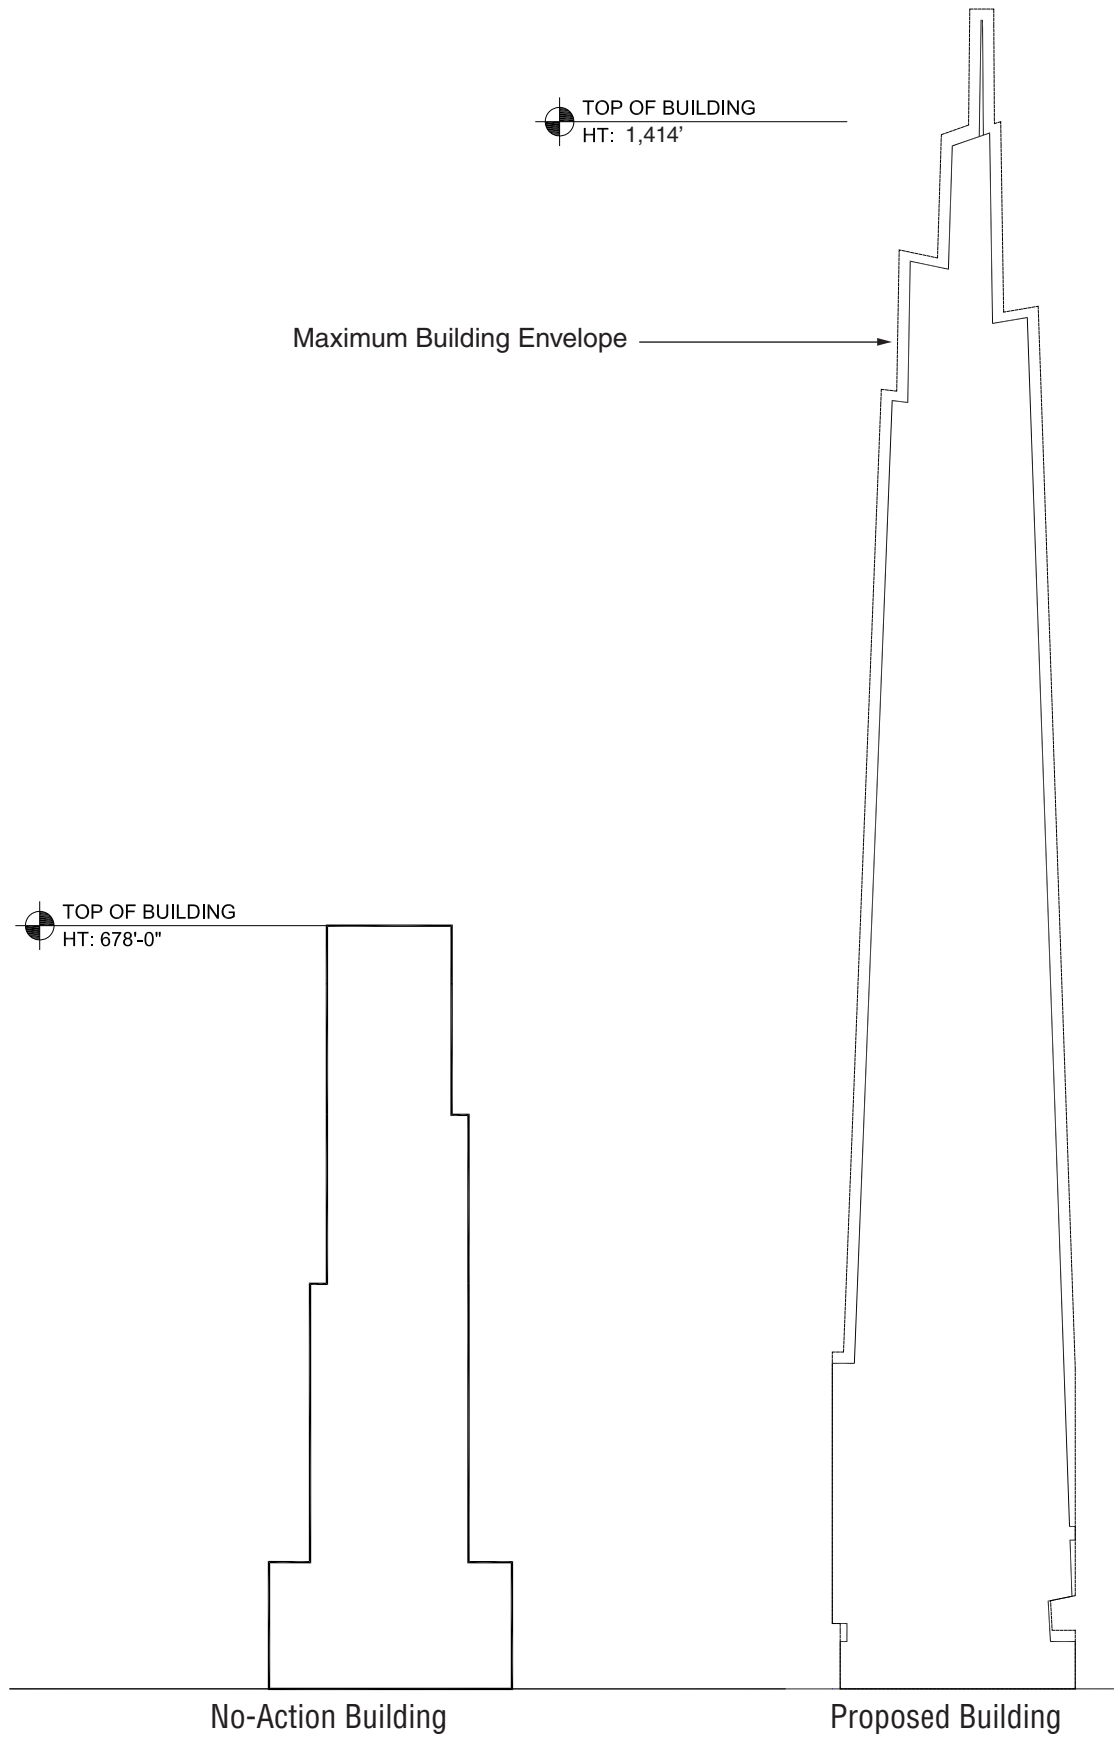 TOP OF BUILDING
HT: 1,414’
Maximum Building Envelope
TOP OF BUILDING
HT: 678'-0"
No-Action Building
Proposed Building